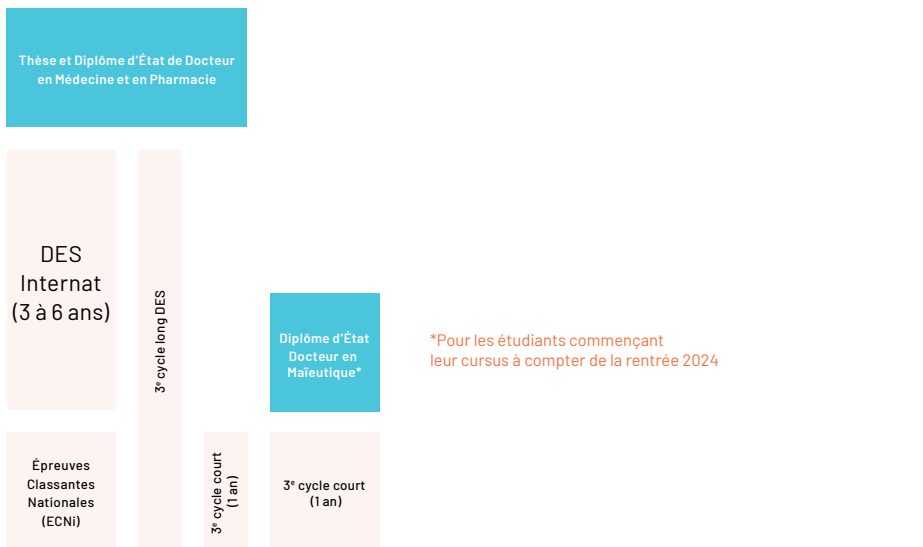 Thèse et Diplôme d'État de Docteur
en Médecine et en Pharmacie
DES
Internat
(3 à 6 ans)
3ᵉ cycle long DES
Diplôme d'État
Docteur en
Maïeutique*
*Pour les étudiants commençant
leur cursus à compter de la rentrée 2024
Épreuves
Classantes
Nationales
(ECNi)
3ᵉ cycle court
(1 an)
3ᵉ cycle court
(1 an)